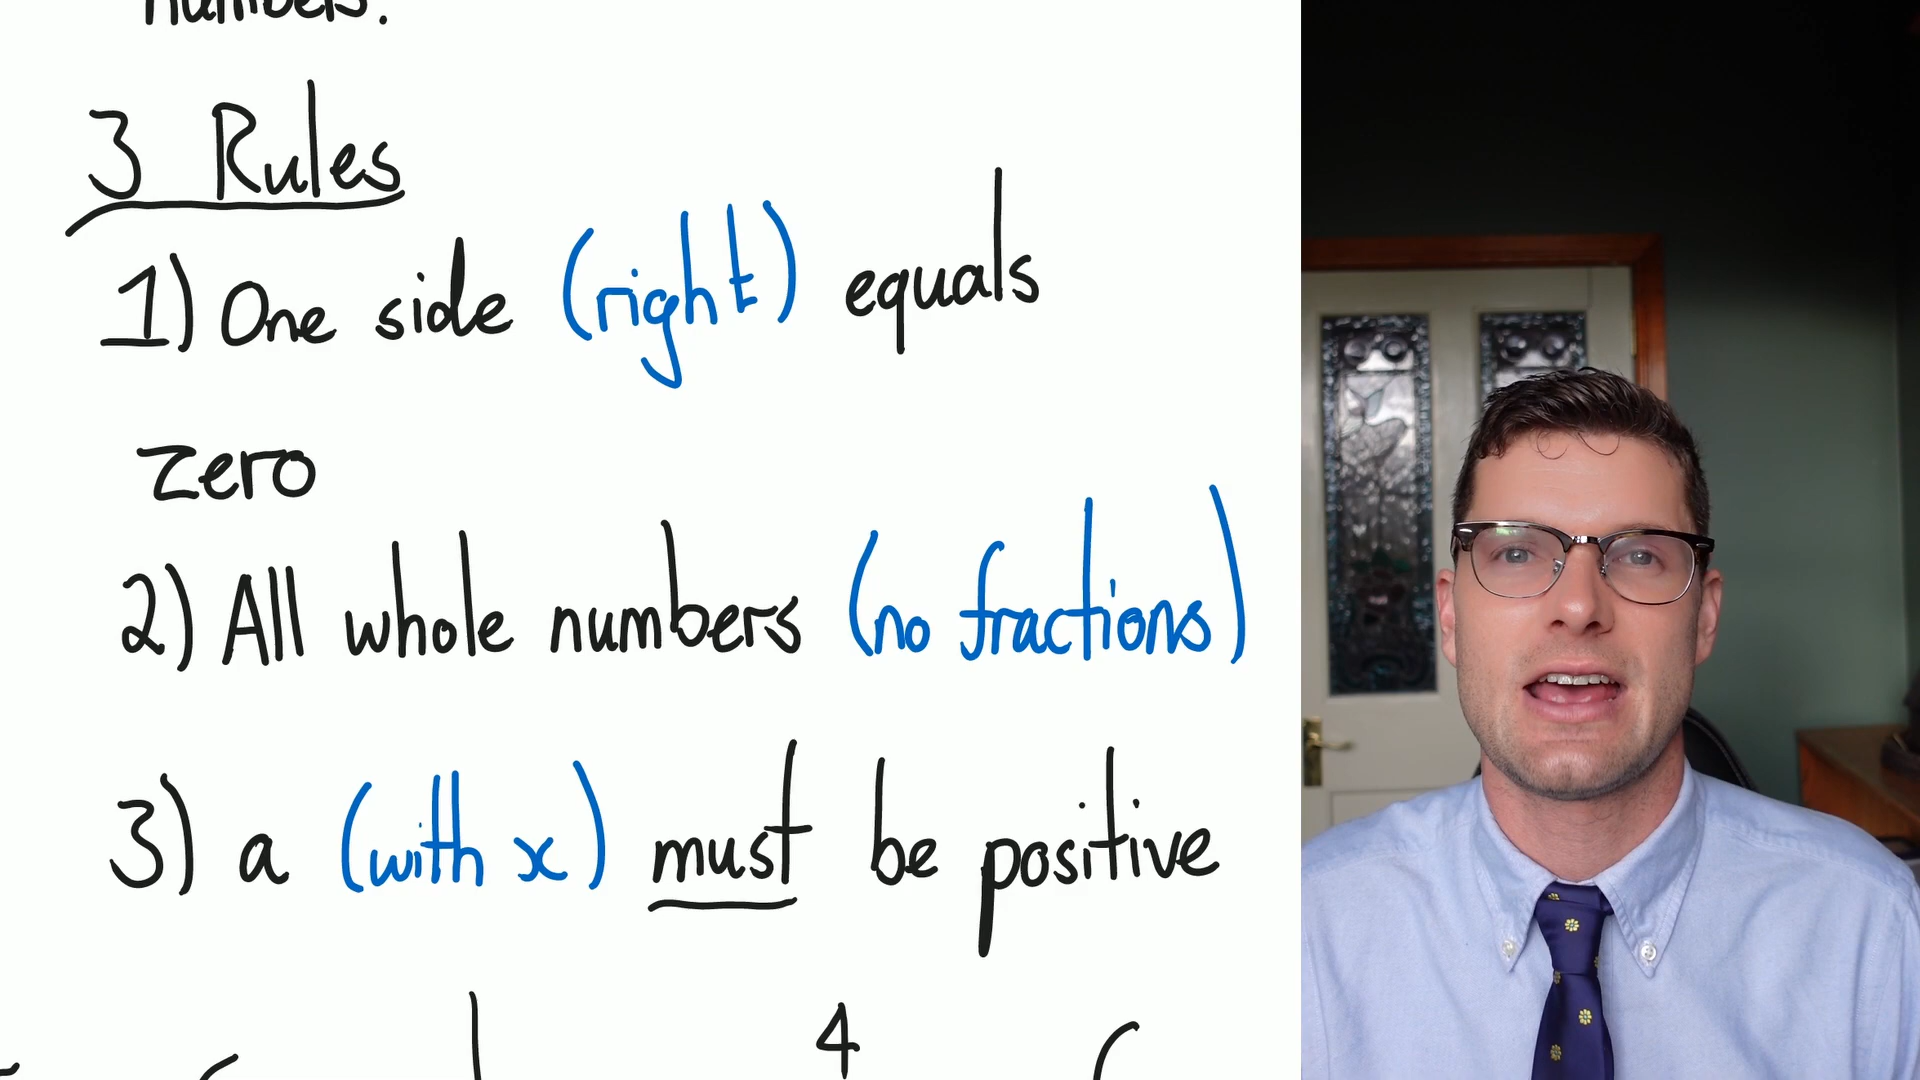 numbers.
3 Rules
1) One side (right) equals
zero
2) All whole numbers (no fractions)
3) a (with x) must be positive
4